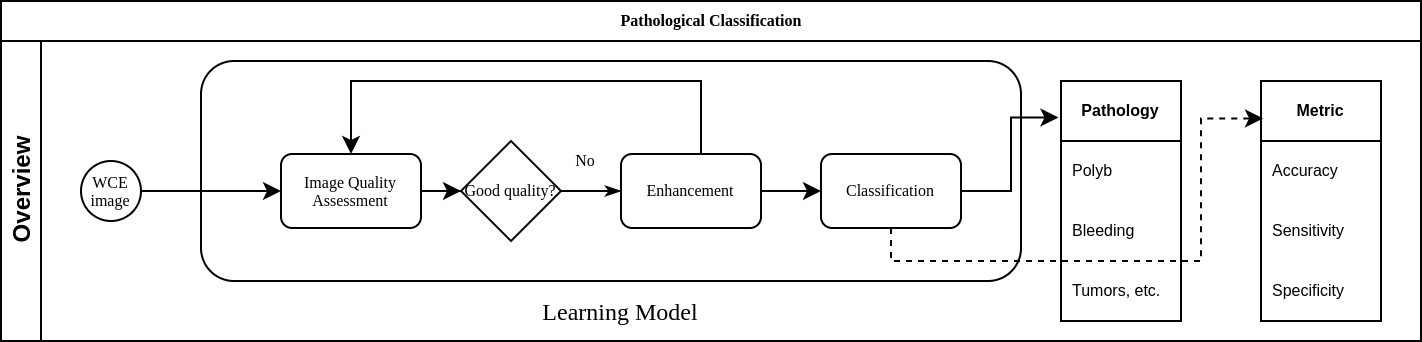 Pathological Classification
Overview
WCE
image
Image Quality
Assessment
Good quality?
No
Enhancement
Classification
Learning Model
Pathology
Polyb
Bleeding
Tumors, etc.
Metric
Accuracy
Sensitivity
Specificity